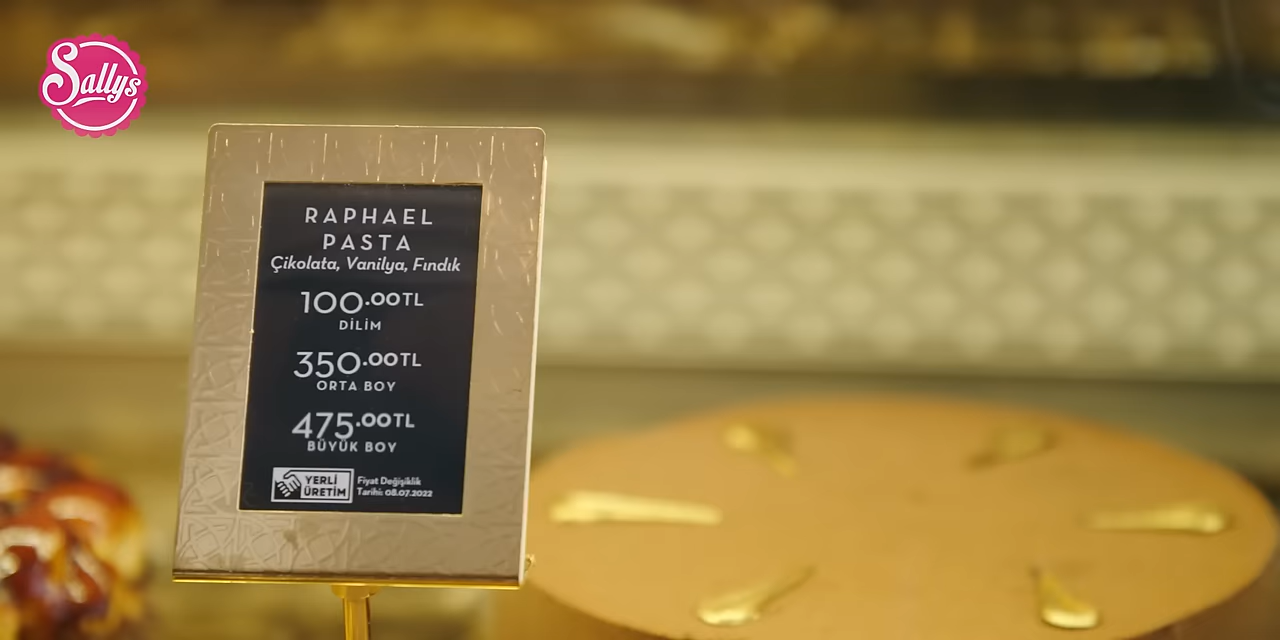 Sallys
RAPHAEL
PASTA
Çikolata, Vanilya, Fındık
100.00TL
DİLİM
350.00TL
ORTA BOY
475.00TL
BÜYÜK BOY
YERLİ
ÜRETİM
Fiyat Değişiklik
Tarihi: 08.07.2022